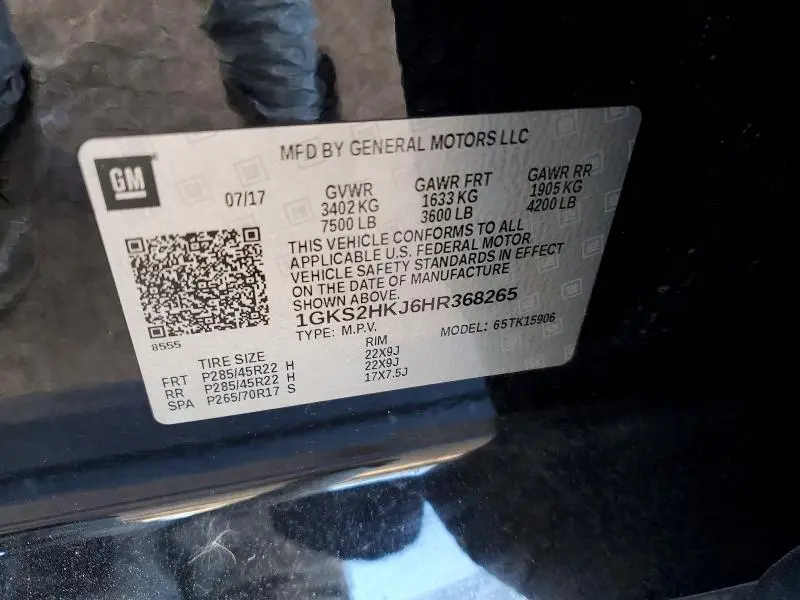 MFD BY GENERAL MOTORS LLC
GM
07/17
GVWR GAWR FRT GAWR RR
3402 KG 1633 KG 1905 KG
7500 LB 3600 LB 4200 LB
THIS VEHICLE CONFORMS TO ALL
APPLICABLE U.S. FEDERAL MOTOR
VEHICLE SAFETY STANDARDS IN EFFECT
ON THE DATE OF MANUFACTURE
SHOWN ABOVE.
1GKS2HKJ6HR368265
TYPE: M.P.V. MODEL: 65TK15906
8555
TIRE SIZE RIM
FRT P285/45R22 H 22X9J
RR P285/45R22 H 22X9J
SPA P265/70R17 S 17X7.5J